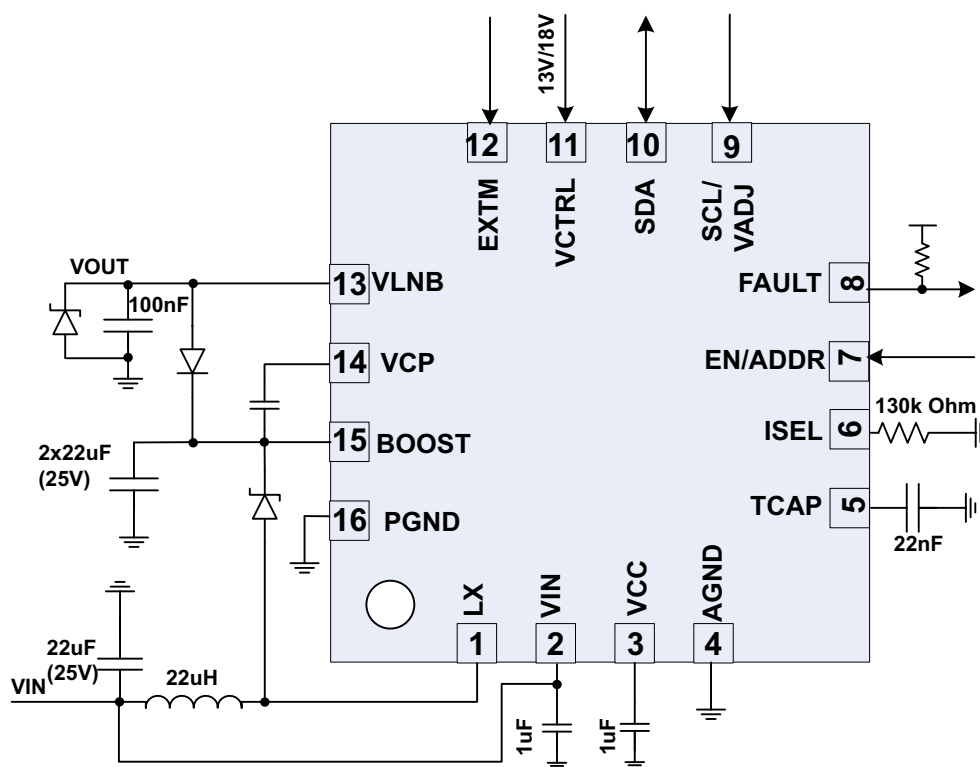 13V/18V
12
11
10
9
EXTM
VCTRL
SDA
SCL/
VADJ
VOUT
100nF
13
VLNB
FAULT
8
14
VCP
EN/ADDR
7
130k Ohm
2x22uF
(25V)
15
BOOST
ISEL
6
16
PGND
TCAP
5
22nF
LX
VIN
VCC
AGND
22uF
(25V)
1
2
3
4
VIN
22uH
1uF
1uF